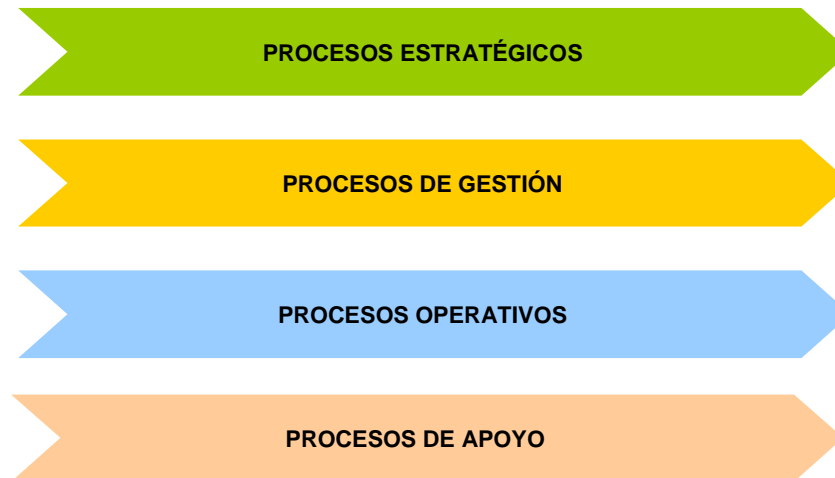 PROCESOS ESTRATÉGICOS
PROCESOS DE GESTIÓN
PROCESOS OPERATIVOS
PROCESOS DE APOYO